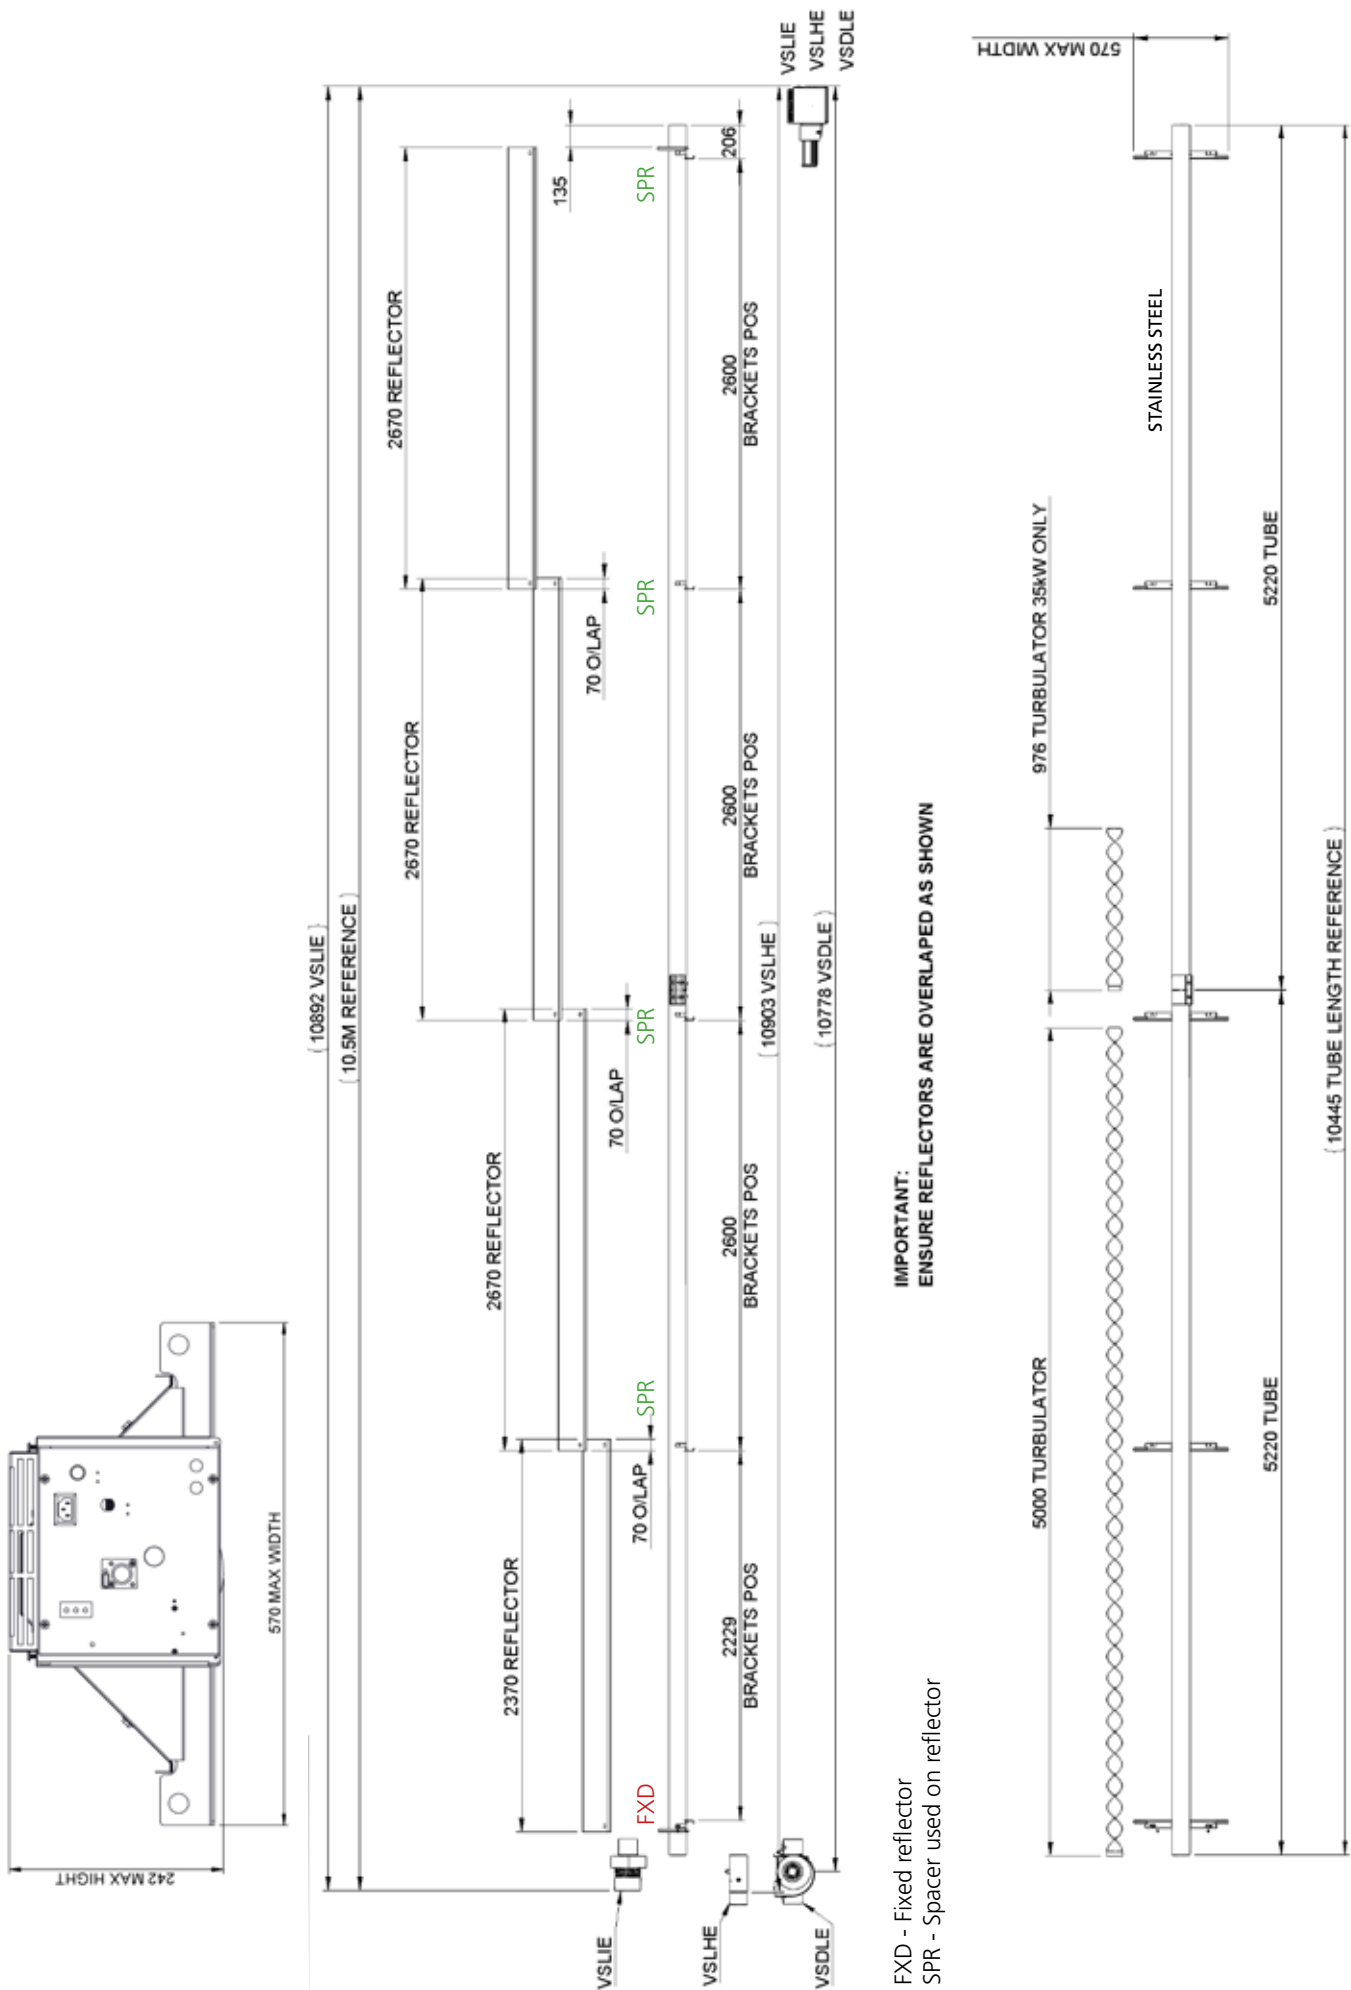 242 MAX HIGHT
570 MAX WIDTH
( 10892 VSLIE )
( 10.5M REFERENCE )
2370 REFLECTOR
2670 REFLECTOR
2670 REFLECTOR
2670 REFLECTOR
70 O/LAP
70 O/LAP
70 O/LAP
135
FXD
SPR
SPR
SPR
SPR
VSLIE
2229
BRACKETS POS
2600
BRACKETS POS
2600
BRACKETS POS
2600
BRACKETS POS
206
VSLHE
( 10903 VSLHE )
VSDLE
( 10778 VSDLE )
VSLIE
VSLHE
VSDLE
FXD - Fixed reflector
SPR - Spacer used on reflector
IMPORTANT:
ENSURE REFLECTORS ARE OVERLAPED AS SHOWN
570 MAX WIDTH
5000 TURBULATOR
976 TURBULATOR 35kW ONLY
STAINLESS STEEL
5220 TUBE
5220 TUBE
( 10445 TUBE LENGTH REFERENCE )